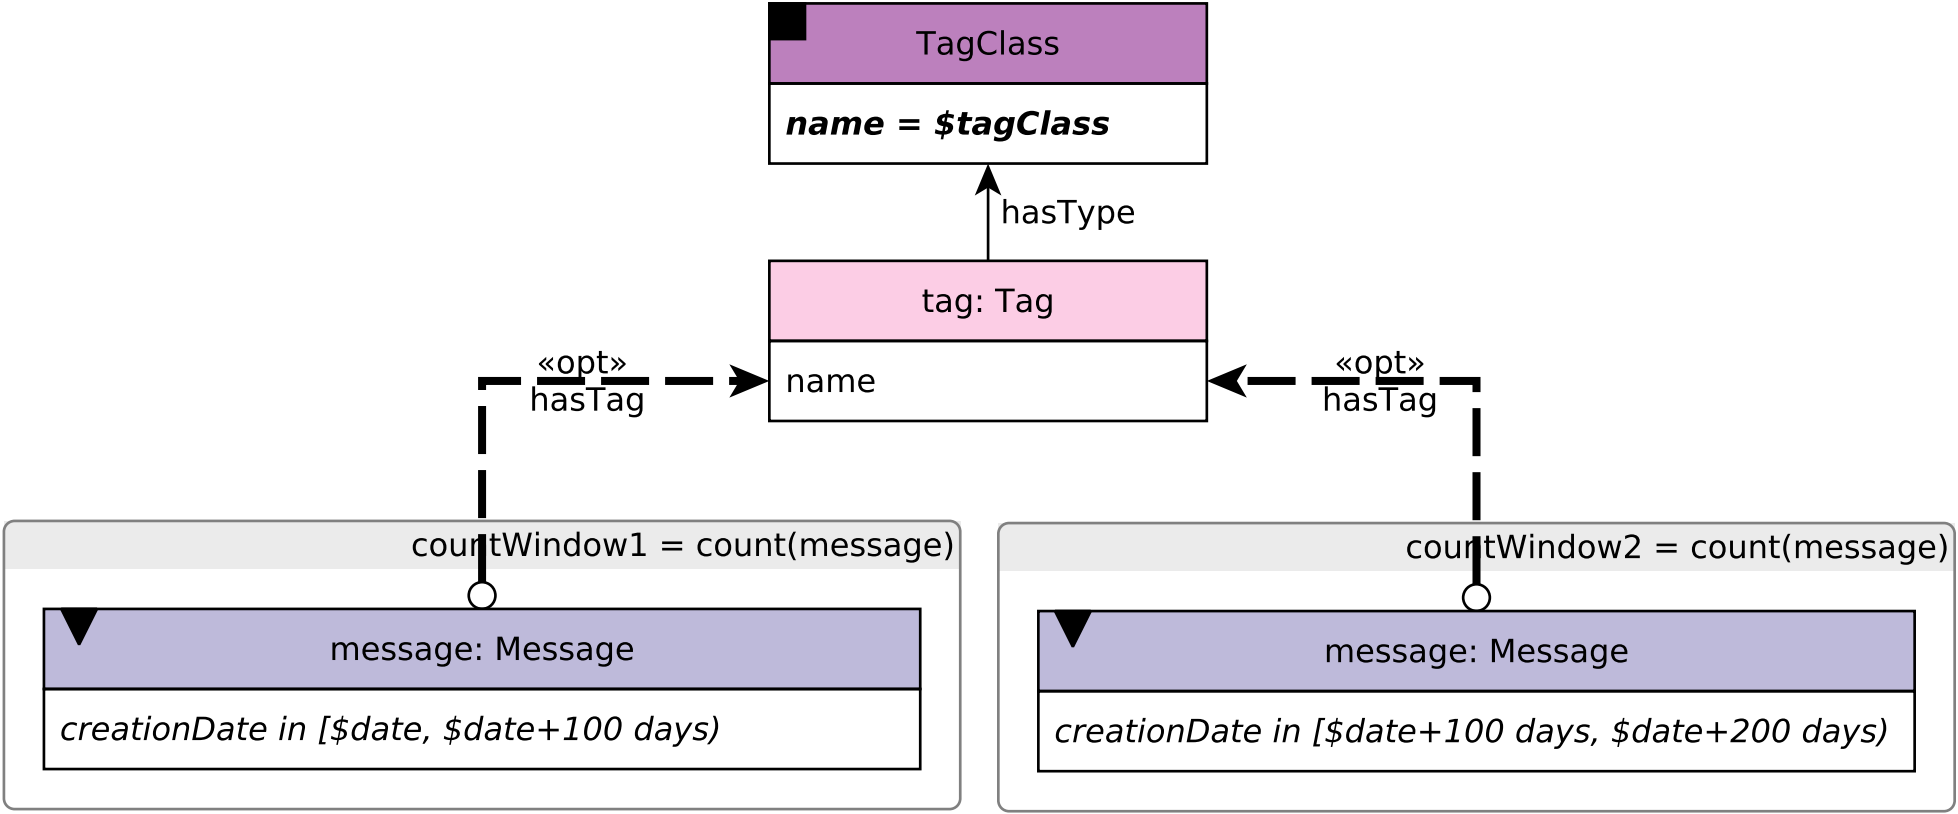 TagClass
name = $tagClass
hasType
tag: Tag
name
«opt»
hasTag
«opt»
hasTag
countWindow1 = count(message)
message: Message
creationDate in [$date, $date+100 days)
countWindow2 = count(message)
message: Message
creationDate in [$date+100 days, $date+200 days)